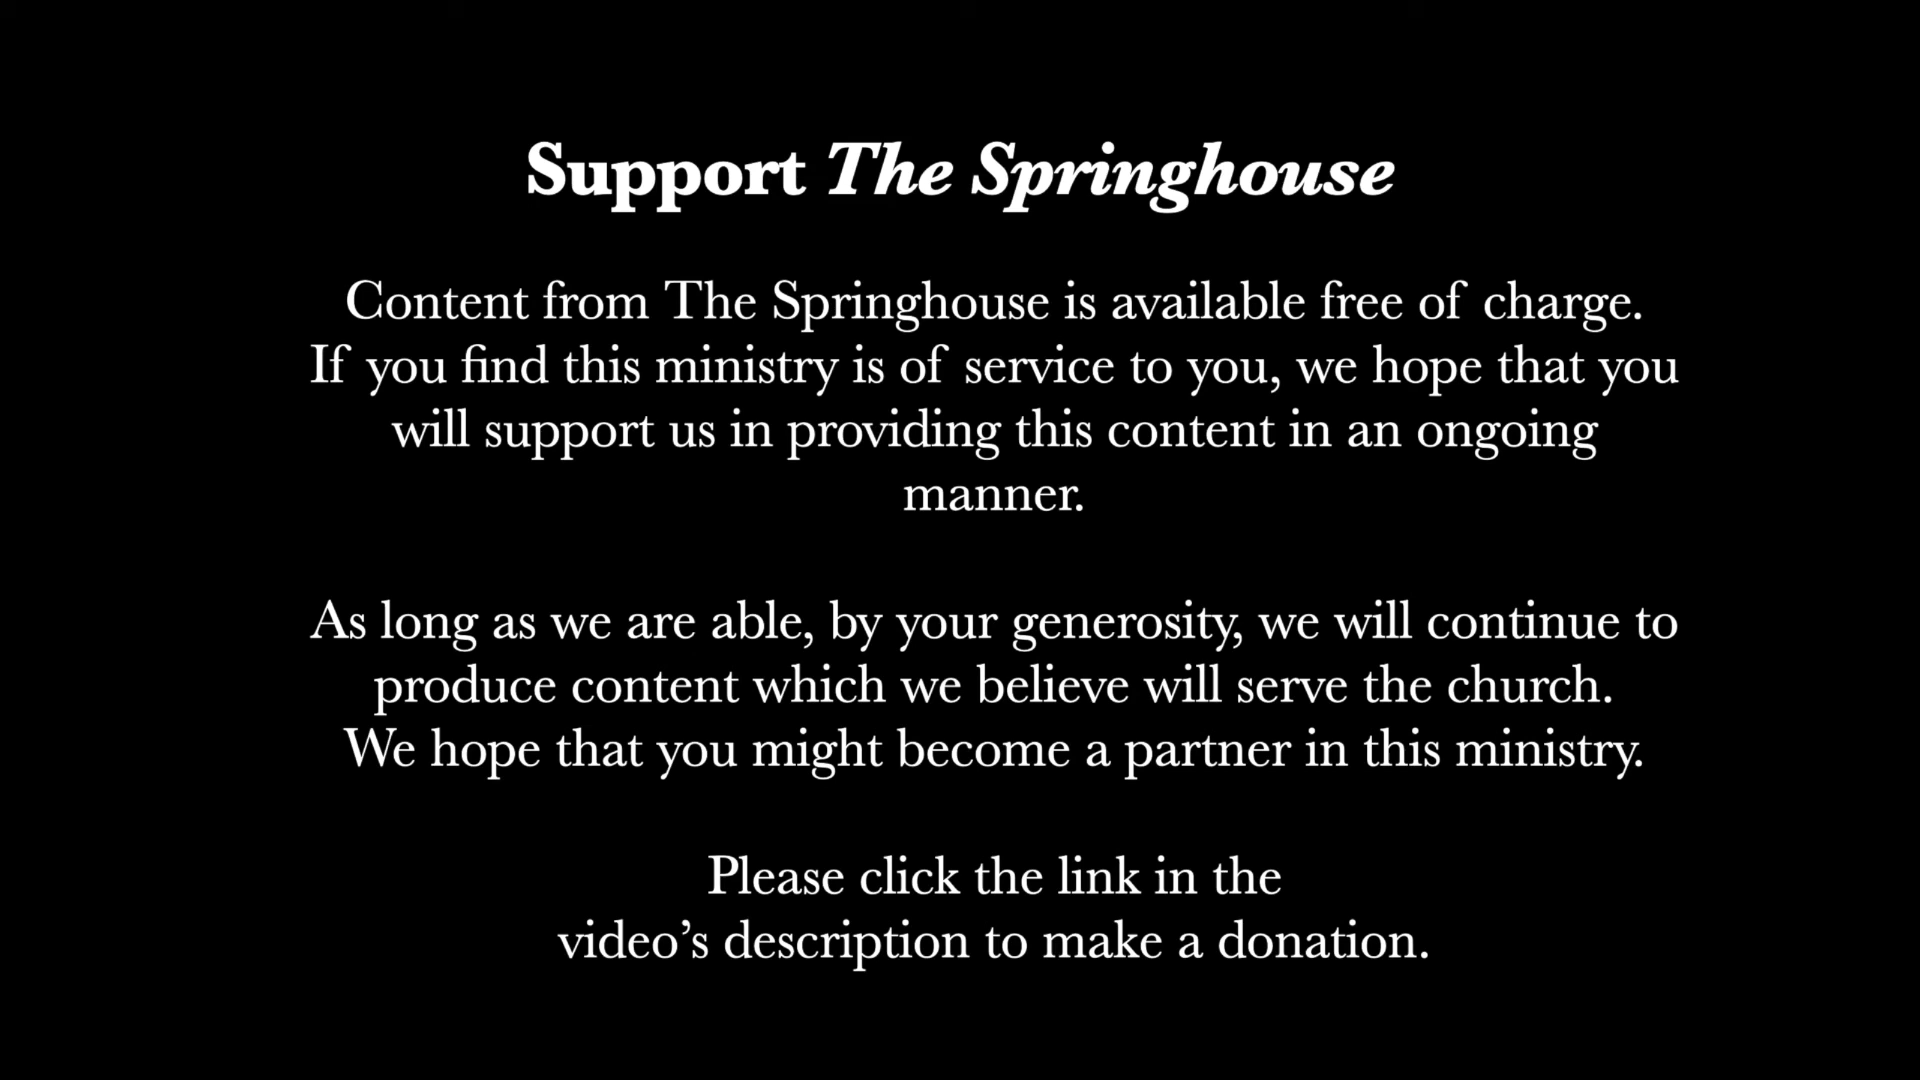 Support The Springhouse
Content from The Springhouse is available free of charge.
If you find this ministry is of service to you, we hope that you
will support us in providing this content in an ongoing
manner.
As long as we are able, by your generosity, we will continue to
produce content which we believe will serve the church.
We hope that you might become a partner in this ministry.
Please click the link in the
video’s description to make a donation.